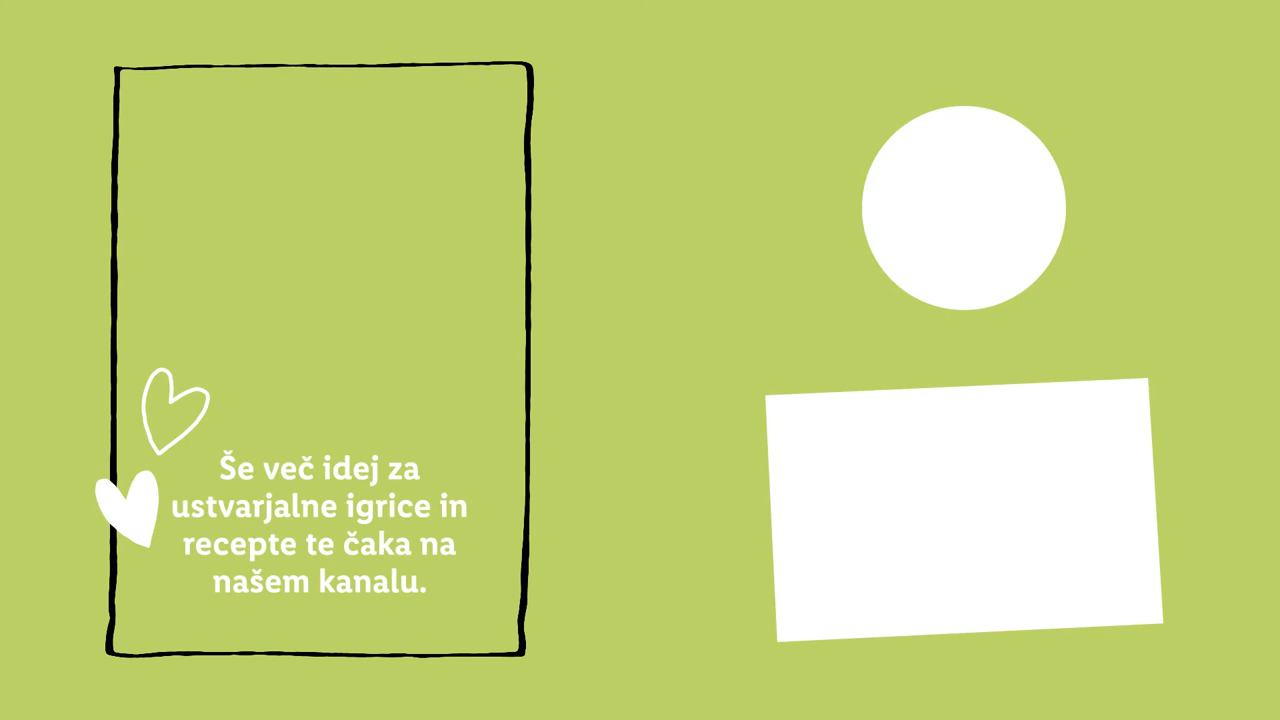 Še več idej za
ustvarjalne igrice in
recepte te čaka na
našem kanalu.